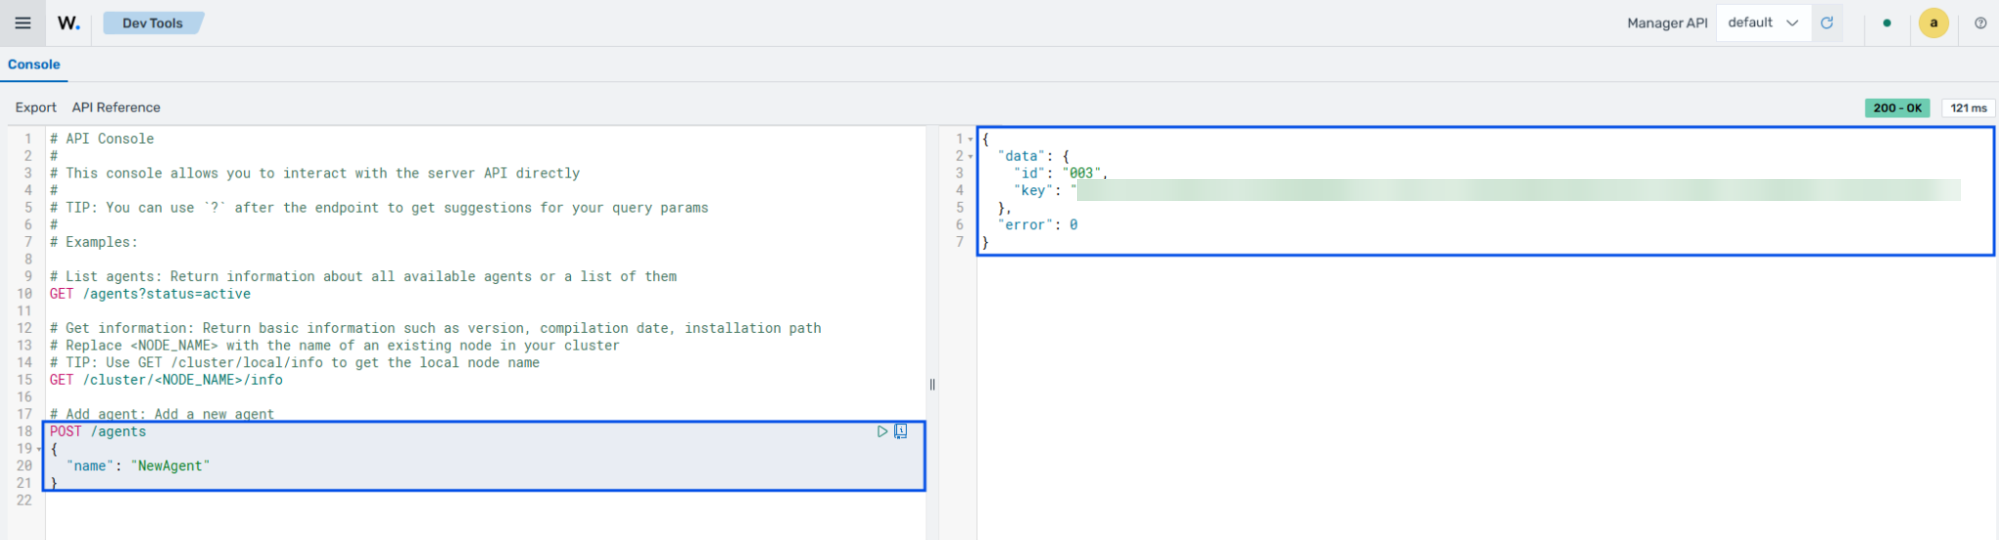 W. Dev Tools Manager API default a
Console
Export API Reference 200 - OK 121 ms
1 # API Console
2 #
3 # This console allows you to interact with the server API directly
4 #
5 # TIP: You can use `?` after the endpoint to get suggestions for your query params
6 #
7 # Examples:
8
9 # List agents: Return information about all available agents or a list of them
10 GET /agents?status=active
11
12 # Get information: Return basic information such as version, compilation date, installation path
13 # Replace <NODE_NAME> with the name of an existing node in your cluster
14 # TIP: Use GET /cluster/local/info to get the local node name
15 GET /cluster/<NODE_NAME>/info
16
17 # Add agent: Add a new agent
18 POST /agents
19 {
20 "name": "NewAgent"
21 }
22
1 {
2 "data": {
3 "id": "003",
4 "key": "
5 },
6 "error": 0
7 }